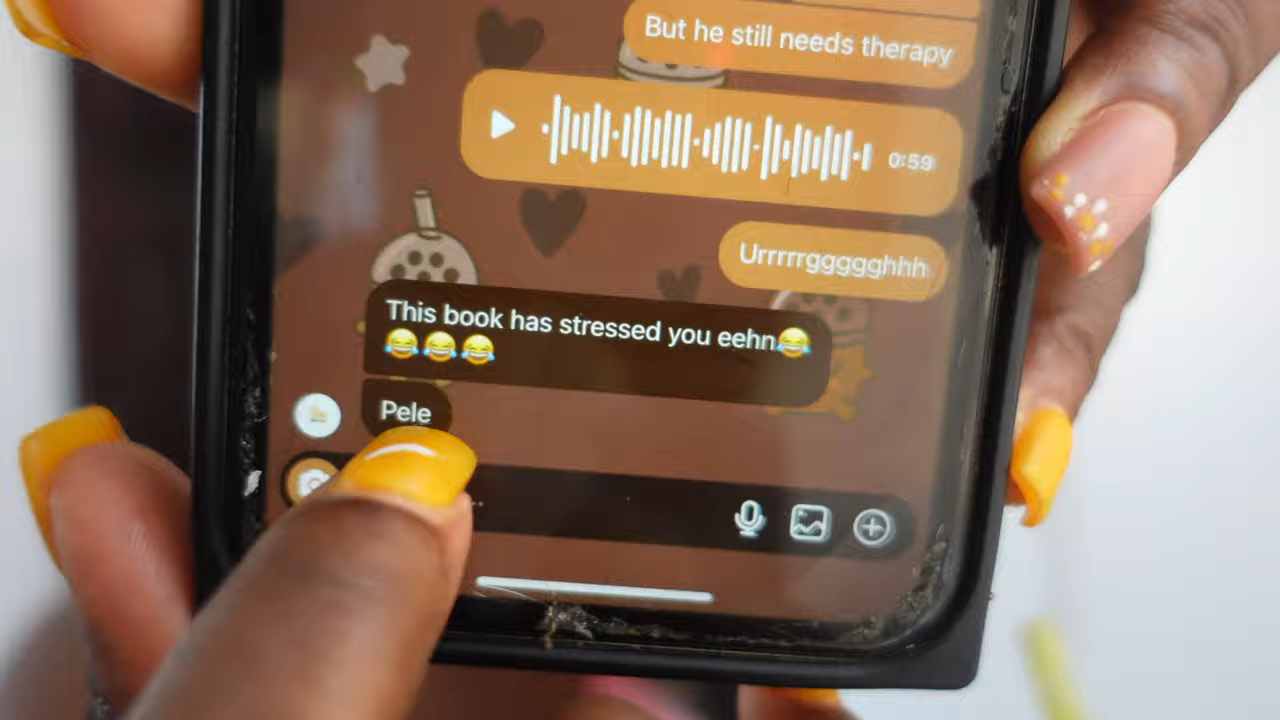 But he still needs therapy
0:59
Urrrrrggggghhh
This book has stressed you eehn😂
😂😂😂
Pele